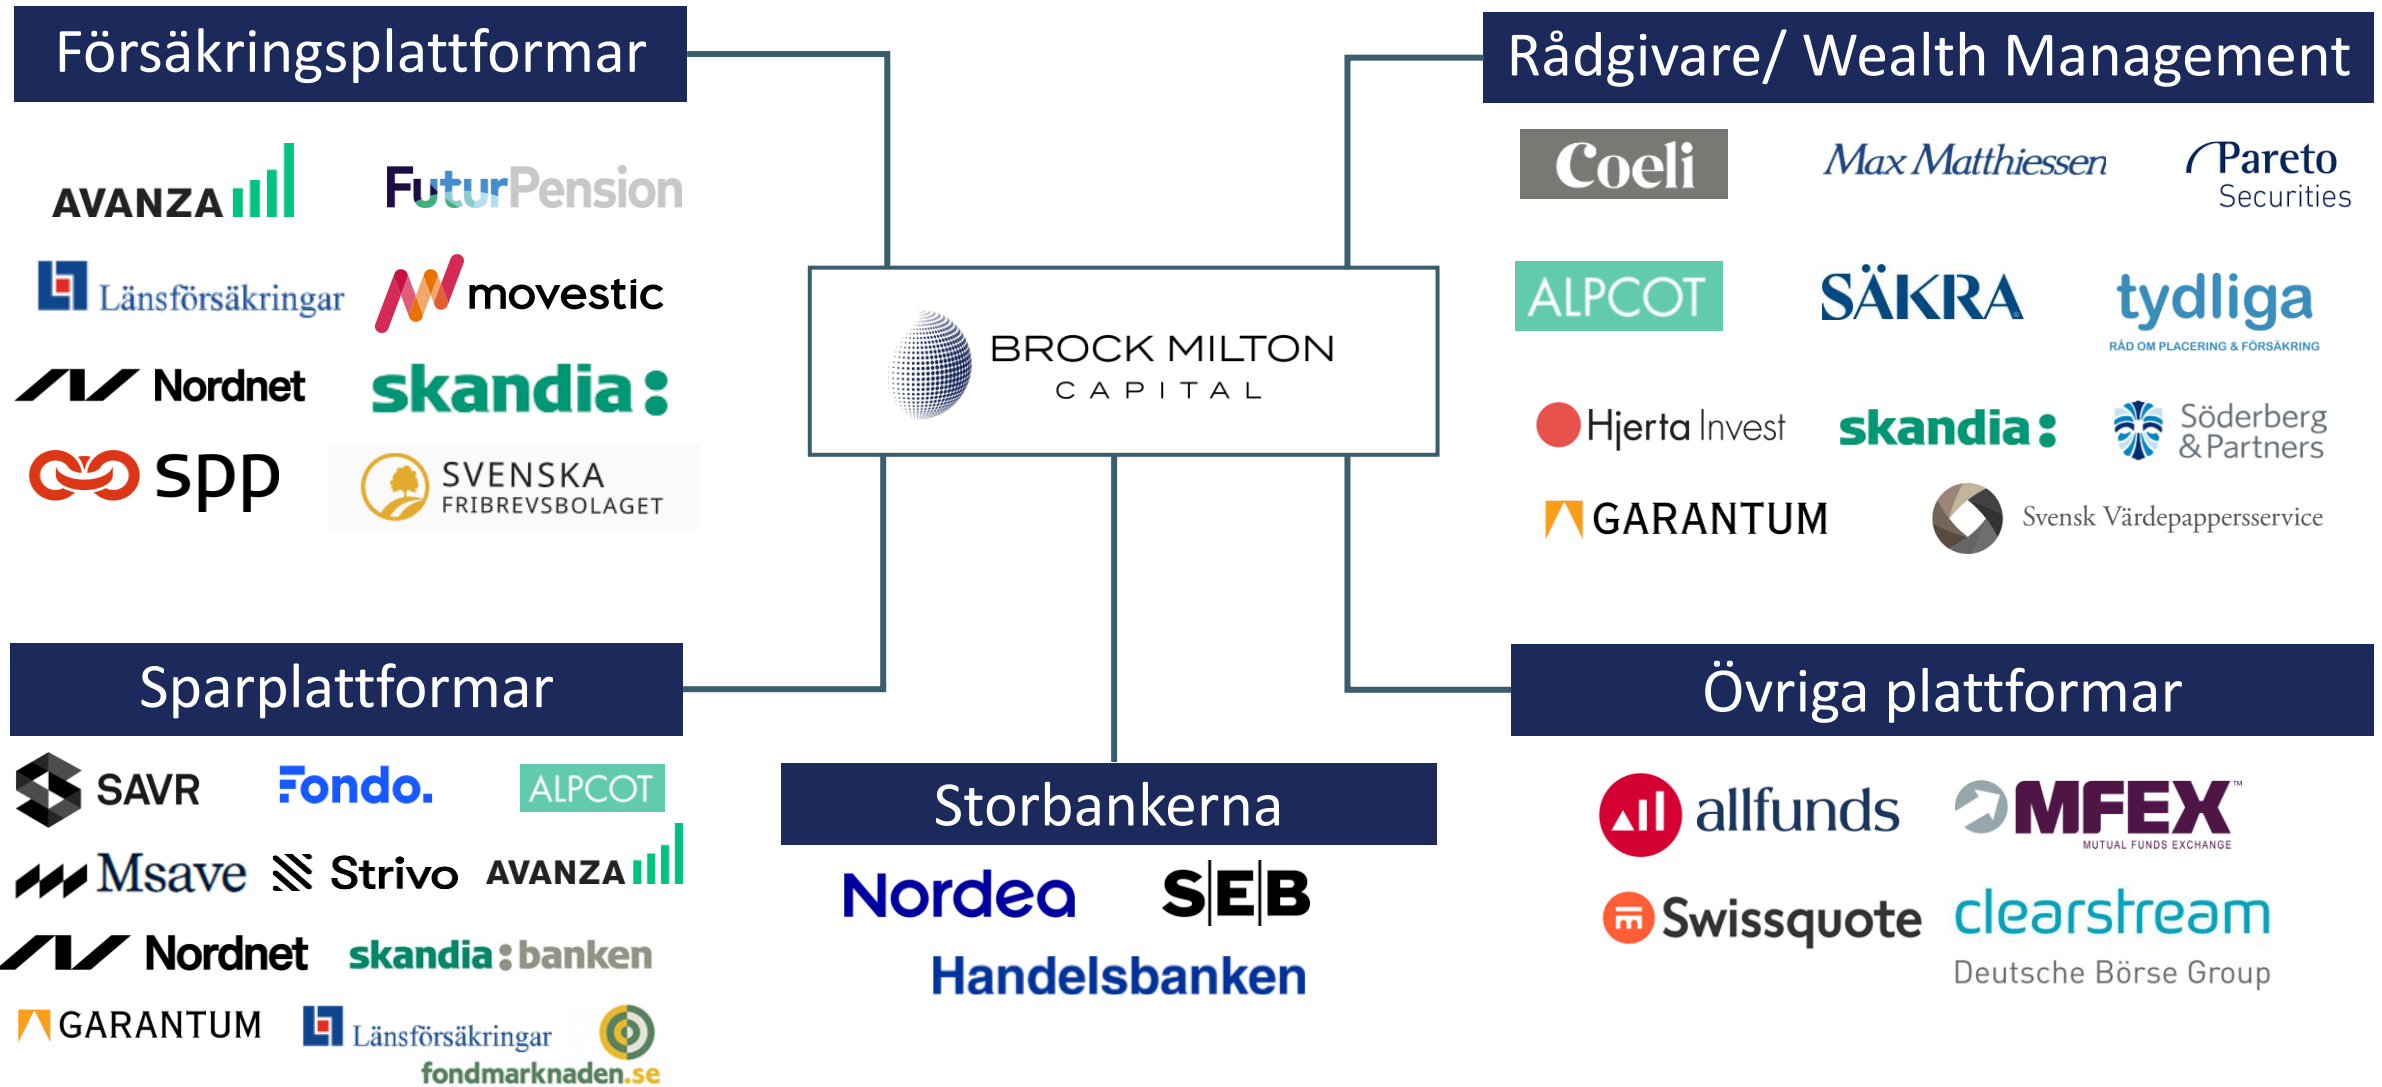 Försäkringsplattformar
AVANZA
FuturPension
Länsförsäkringar
movestic
Nordnet
skandia:
spp
SVENSKA
FRIBREVSBOLAGET
Rådgivare/ Wealth Management
Coeli
Max Matthiessen
Pareto
Securities
ALPCOT
SÄKRA
tydliga
RÅD OM PLACERING & FÖRSÄKRING
Hjerta Invest
skandia:
Söderberg
& Partners
GARANTUM
Svensk Värdepappersservice
BROCK MILTON
CAPITAL
Sparplattformar
SAVR
Fondo.
ALPCOT
Msave
Strivo
AVANZA
Nordnet
skandia:banken
GARANTUM
Länsförsäkringar
fondmarknaden.se
Storbankerna
Nordea
S|E|B
Handelsbanken
Övriga plattformar
allfunds
MFEX™
MUTUAL FUNDS EXCHANGE
Swissquote
clearstream
Deutsche Börse Group